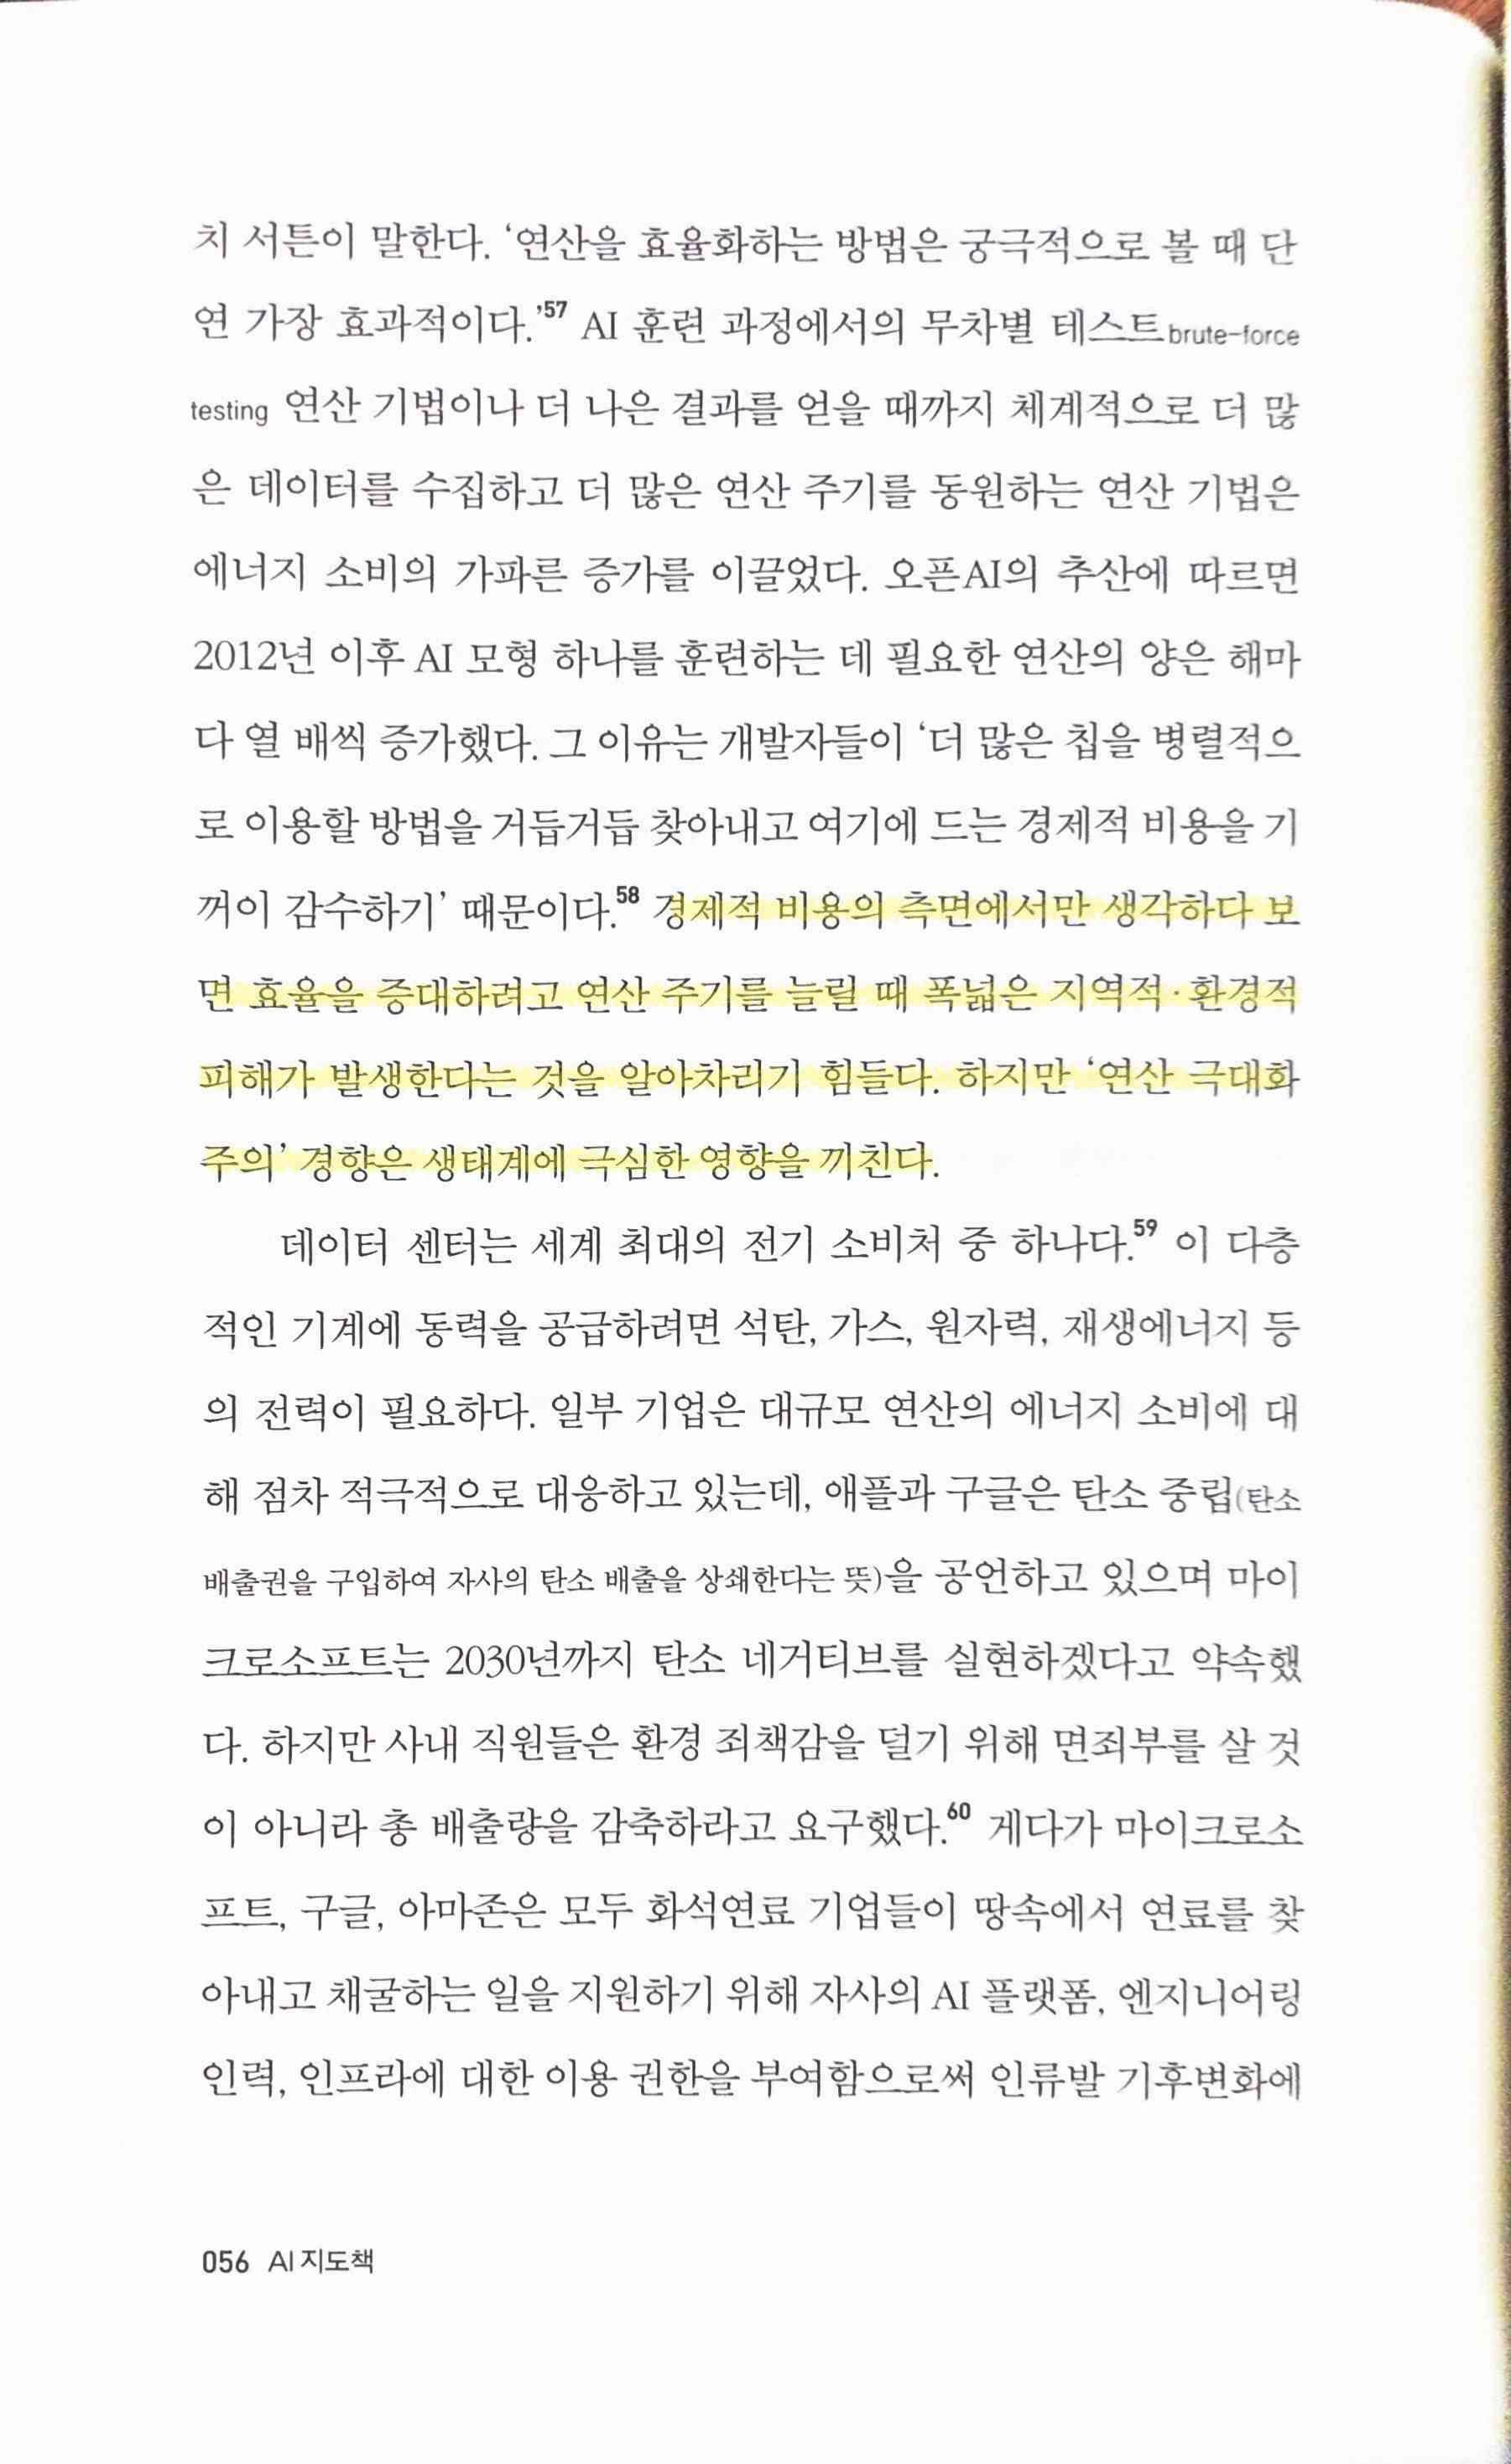 치 서튼이 말한다. ‘연산을 효율화하는 방법은 궁극적으로 볼 때 단
연 가장 효과적이다.’57 AI 훈련 과정에서의 무차별 테스트brute-force
testing 연산 기법이나 더 나은 결과를 얻을 때까지 체계적으로 더 많
은 데이터를 수집하고 더 많은 연산 주기를 동원하는 연산 기법은
에너지 소비의 가파른 증가를 이끌었다. 오픈AI의 추산에 따르면
2012년 이후 AI 모형 하나를 훈련하는 데 필요한 연산의 양은 해마
다 열 배씩 증가했다. 그 이유는 개발자들이 ‘더 많은 칩을 병렬적으
로 이용할 방법을 거듭거듭 찾아내고 여기에 드는 경제적 비용을 기
꺼이 감수하기’ 때문이다.58 경제적 비용의 측면에서만 생각하다 보
면 효율을 증대하려고 연산 주기를 늘릴 때 폭넓은 지역적·환경적
피해가 발생한다는 것을 알아차리기 힘들다. 하지만 ‘연산 극대화
주의’ 경향은 생태계에 극심한 영향을 끼친다.
데이터 센터는 세계 최대의 전기 소비처 중 하나다.59 이 다층
적인 기계에 동력을 공급하려면 석탄, 가스, 원자력, 재생에너지 등
의 전력이 필요하다. 일부 기업은 대규모 연산의 에너지 소비에 대
해 점차 적극적으로 대응하고 있는데, 애플과 구글은 탄소 중립(탄소
배출권을 구입하여 자사의 탄소 배출을 상쇄한다는 뜻)을 공언하고 있으며 마이
크로소프트는 2030년까지 탄소 네거티브를 실현하겠다고 약속했
다. 하지만 사내 직원들은 환경 죄책감을 덜기 위해 면죄부를 살 것
이 아니라 총 배출량을 감축하라고 요구했다.60 게다가 마이크로소
프트, 구글, 아마존은 모두 화석연료 기업들이 땅속에서 연료를 찾
아내고 채굴하는 일을 지원하기 위해 자사의 AI 플랫폼, 엔지니어링
인력, 인프라에 대한 이용 권한을 부여함으로써 인류발 기후변화에
056 AI 지도책